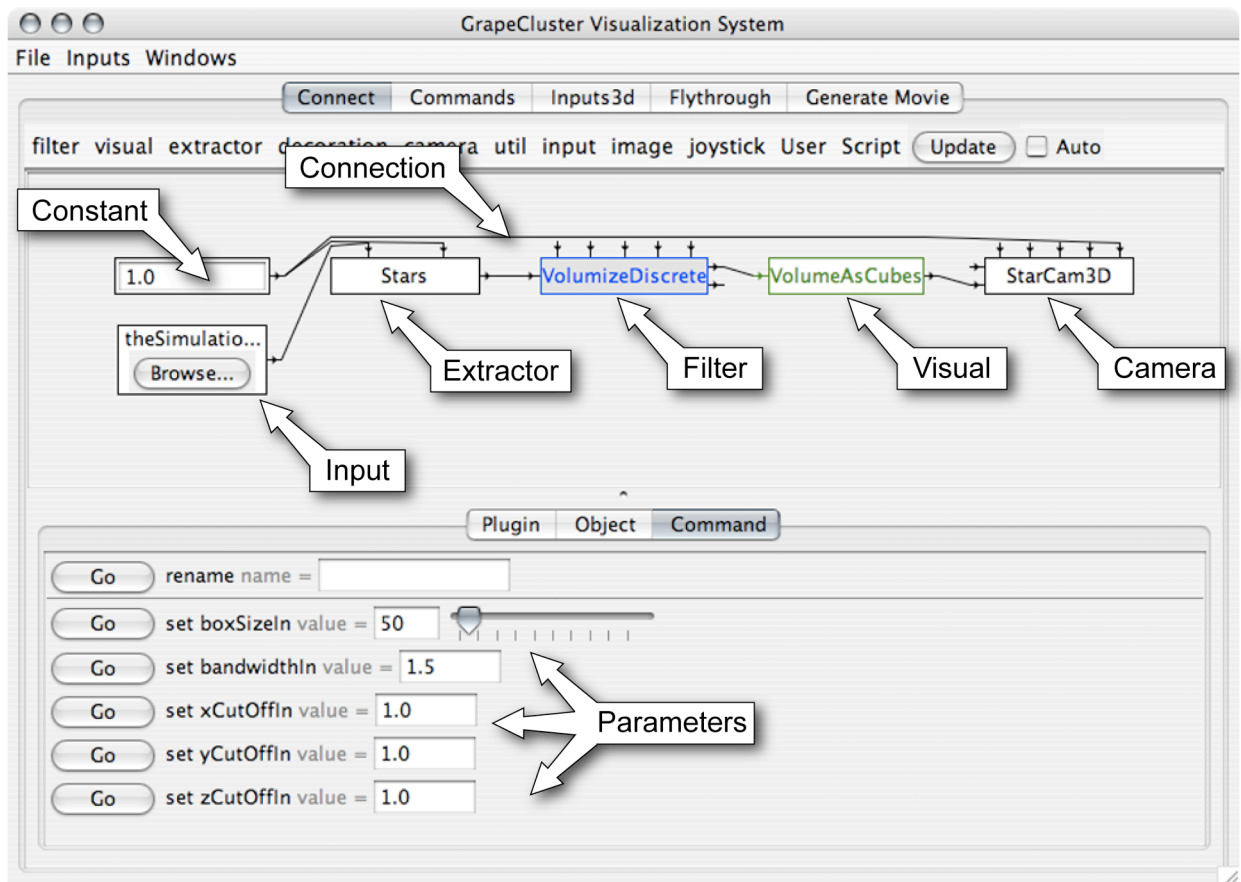 GrapeCluster Visualization System
File Inputs Windows
Connect Commands Inputs3d Flythrough Generate Movie
filter visual extractor decoration camera util input image joystick User Script Update Auto
Connection
Constant
1.0
Stars
VolumizeDiscrete
VolumeAsCubes
StarCam3D
theSimulatio...
Browse...
Extractor
Filter
Visual
Camera
Input
Plugin Object Command
Go rename name =
Go set boxSizeIn value = 50
Go set bandwidthIn value = 1.5
Go set xCutOffIn value = 1.0
Parameters
Go set yCutOffIn value = 1.0
Go set zCutOffIn value = 1.0